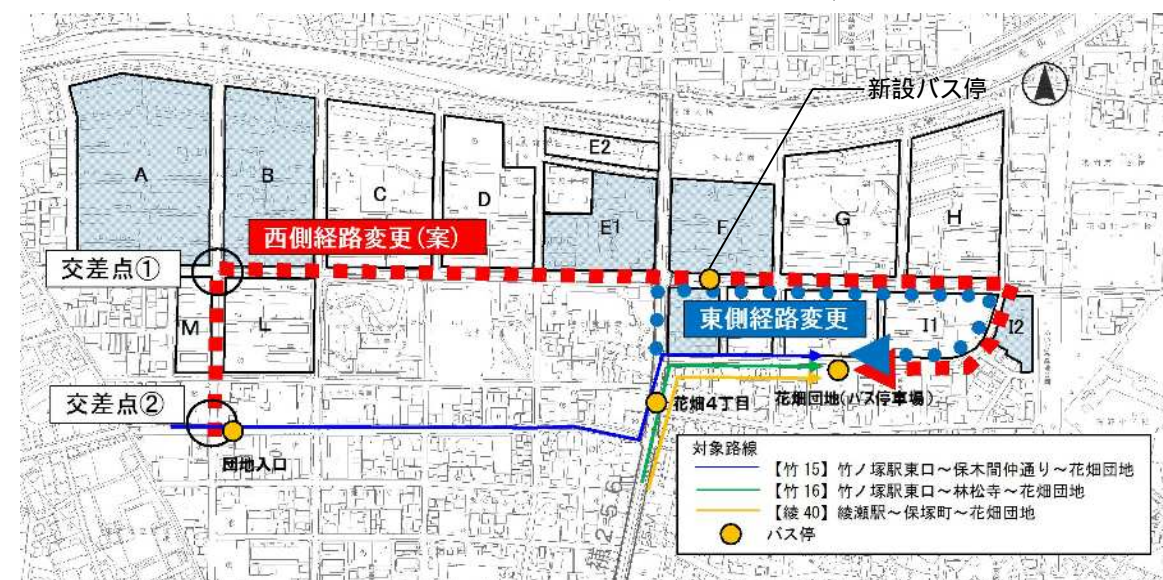 新設バス停
E2
A
B
C
D
E1
F
G
H
西側経路変更(案)
交差点①
M
L
東側経路変更
I1
I2
交差点②
花畑4丁目
花畑団地(バス停車場)
団地入口
補256
対象路線
【竹15】竹ノ塚駅東口～保木間仲通り～花畑団地
【竹16】竹ノ塚駅東口～林松寺～花畑団地
【綾40】綾瀬駅～保塚町～花畑団地
バス停